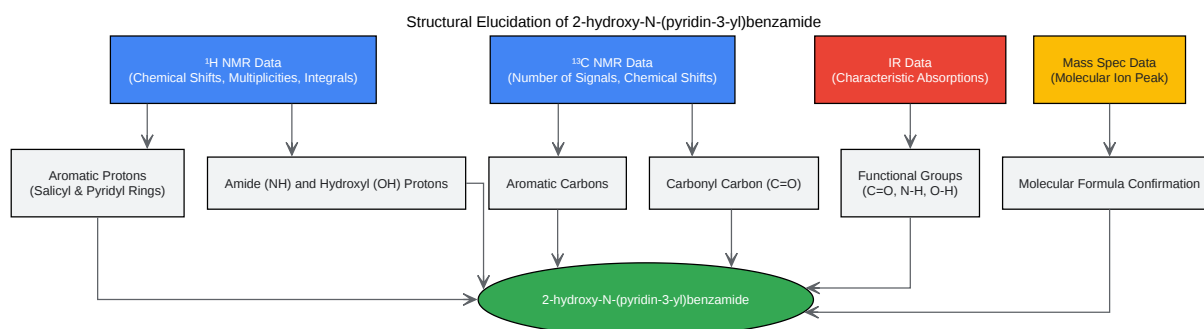 Structural Elucidation of 2-hydroxy-N-(pyridin-3-yl)benzamide
¹H NMR Data
(Chemical Shifts, Multiplicities, Integrals)
¹³C NMR Data
(Number of Signals, Chemical Shifts)
IR Data
(Characteristic Absorptions)
Mass Spec Data
(Molecular Ion Peak)
Aromatic Protons
(Salicyl & Pyridyl Rings)
Amide (NH) and Hydroxyl (OH) Protons
Aromatic Carbons
Carbonyl Carbon (C=O)
Functional Groups
(C=O, N-H, O-H)
Molecular Formula Confirmation
2-hydroxy-N-(pyridin-3-yl)benzamide